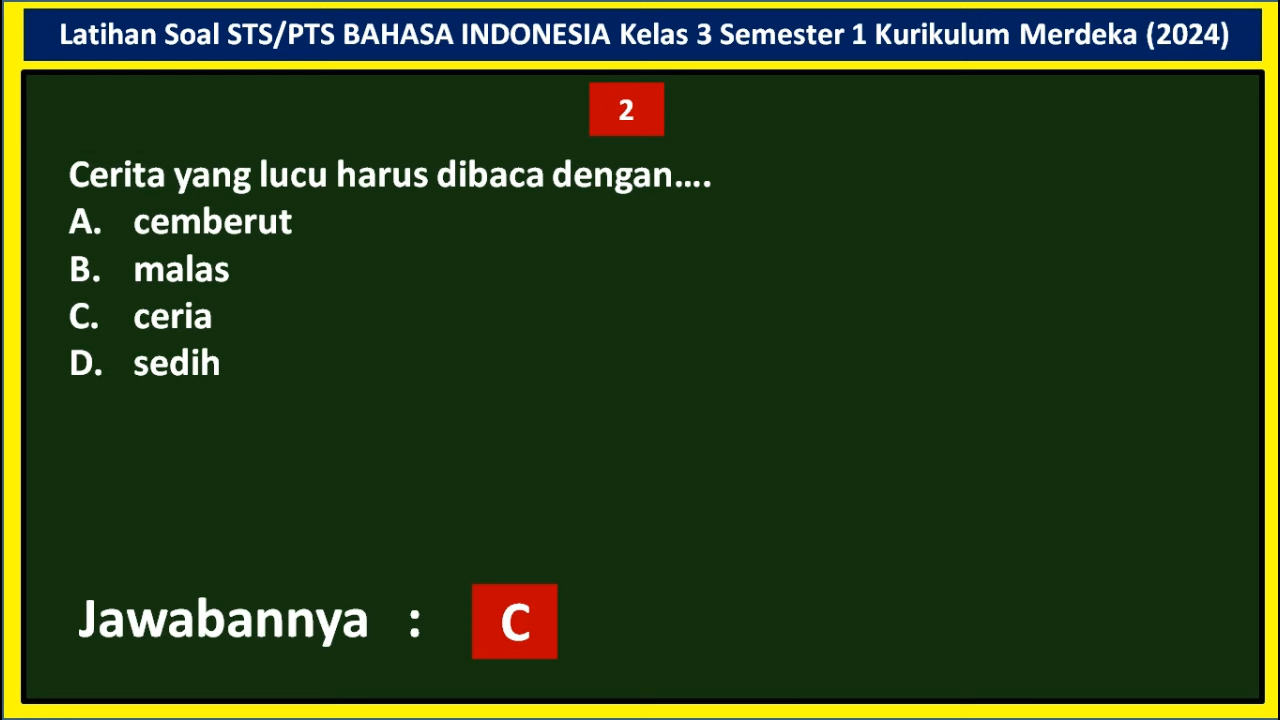 Latihan Soal STS/PTS BAHASA INDONESIA Kelas 3 Semester 1 Kurikulum Merdeka (2024)
2
Cerita yang lucu harus dibaca dengan....
A. cemberut
B. malas
C. ceria
D. sedih
Jawabannya : C